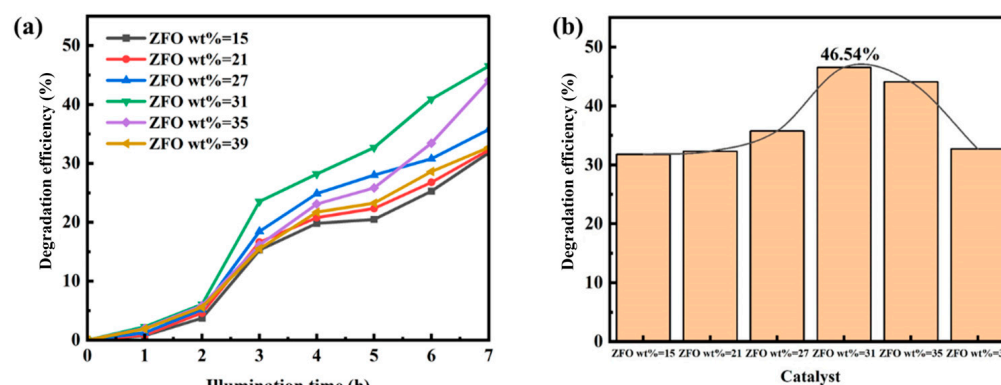 (a)
ZFO wt%=15
ZFO wt%=21
ZFO wt%=27
ZFO wt%=31
ZFO wt%=35
ZFO wt%=39
Degradation efficiency (%)
50
40
30
20
10
0
0 1 2 3 4 5 6 7
(b)
46.54%
Degradation efficiency (%)
50
40
30
20
10
0
ZFO wt%=15 ZFO wt%=21 ZFO wt%=27 ZFO wt%=31 ZFO wt%=35 ZFO wt%=3
Catalyst